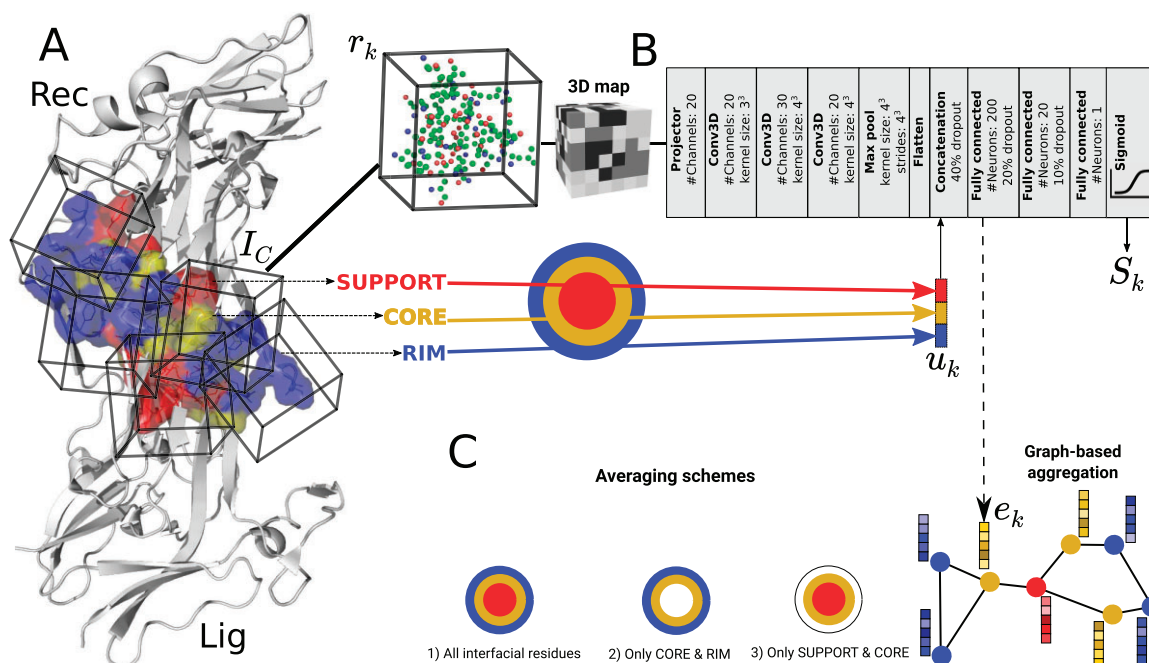 A
Rec
r_k
3D map
B
Projector
#Channels: 20
Conv3D
#Channels: 20
kernel size: 3³
Conv3D
#Channels: 30
kernel size: 4³
Conv3D
#Channels: 20
kernel size: 4³
Max pool
kernel size: 4³
strides: 4³
Flatten
Concatenation
40% dropout
Fully connected
#Neurons: 200
20% dropout
Fully connected
#Neurons: 20
10% dropout
Fully connected
#Neurons: 1
Sigmoid
I_C
S_k
SUPPORT
CORE
RIM
u_k
C
Averaging schemes
Graph-based
aggregation
e_k
Lig
1) All interfacial residues
2) Only CORE & RIM
3) Only SUPPORT & CORE